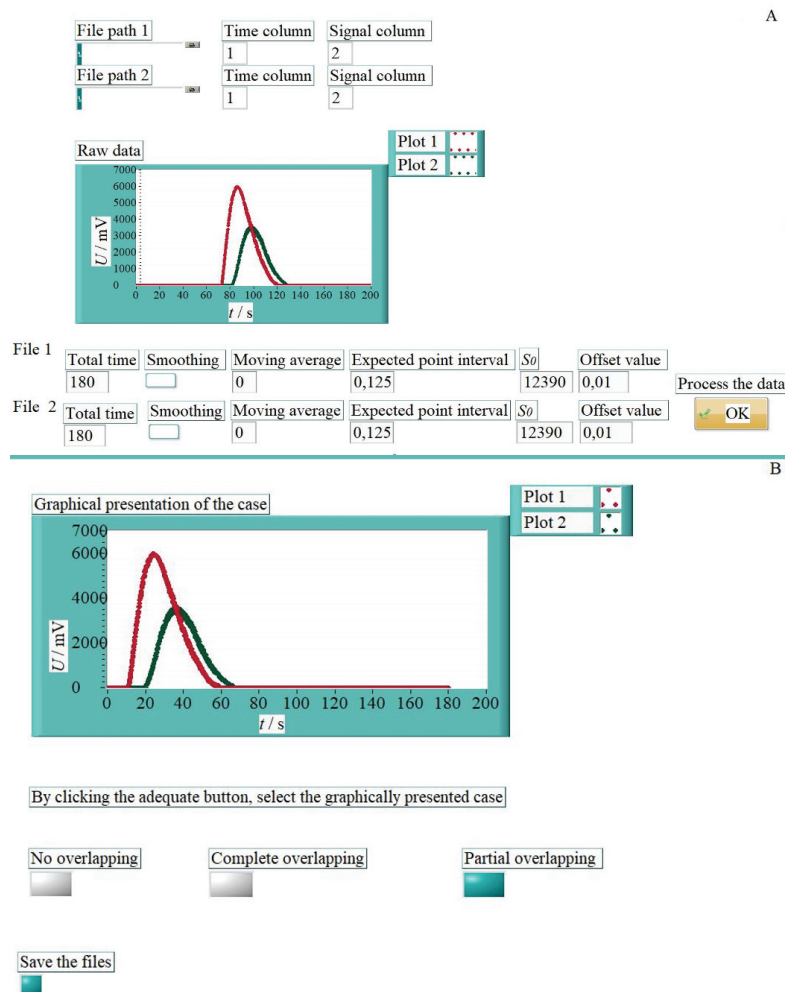 A
File path 1 Time column Signal column
1 2
File path 2 Time column Signal column
1 2
Raw data
Plot 1
Plot 2
7000
6000
5000
4000
3000
2000
1000
0
U / mV
0 20 40 60 80 100 120 140 160 180 200
t / s
File 1
Total time Smoothing Moving average Expected point interval S0 Offset value
180 0 0,125 12390 0,01
Process the data
OK
File 2
Total time Smoothing Moving average Expected point interval S0 Offset value
180 0 0,125 12390 0,01
B
Graphical presentation of the case
Plot 1
Plot 2
7000
6000
4000
2000
0
U / mV
0 20 40 60 80 100 120 140 160 180 200
t / s
By clicking the adequate button, select the graphically presented case
No overlapping Complete overlapping Partial overlapping
Save the files